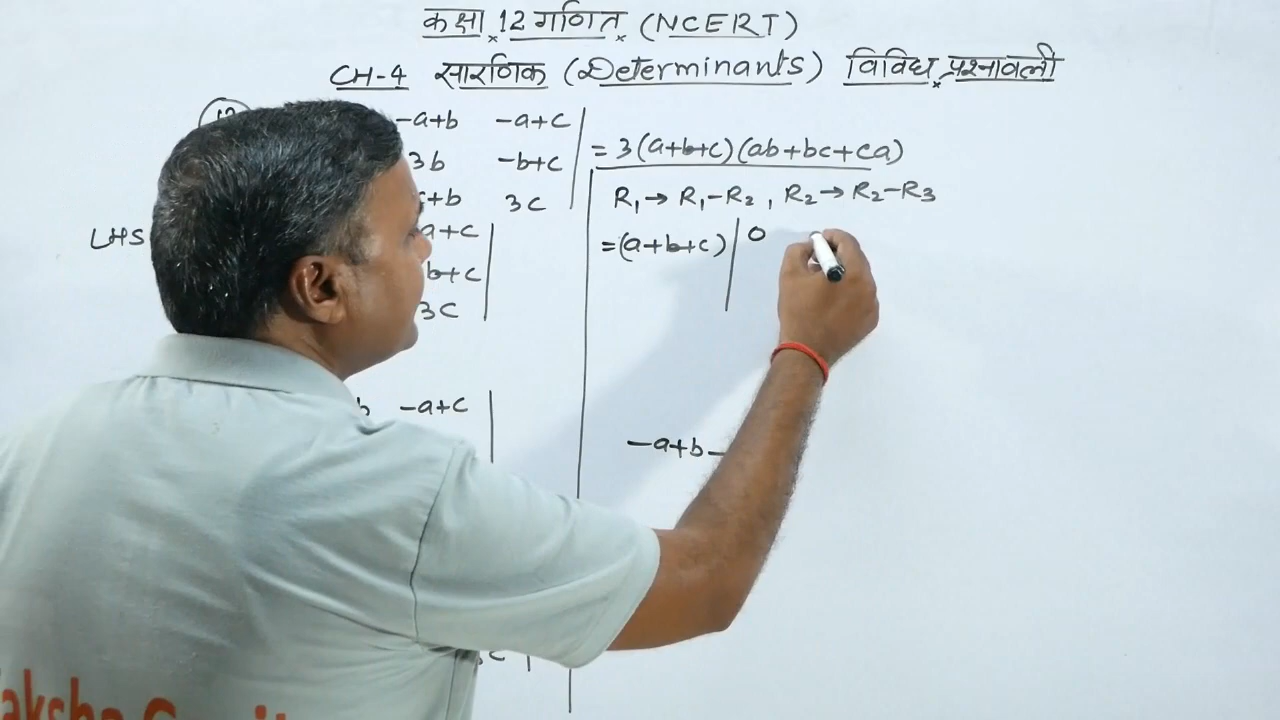 कक्षा 12 गणित (NCERT)
CH-4 सारणिक (Determinants) विविध प्रश्नावली
-a+b -a+c
3b -b+c
+b 3c
= 3(a+b+c)(ab+bc+ca)
LHS
a+c
b+c
3c
b -a+c
R₁→ R₁-R₂ , R₂→ R₂-R₃
=(a+b+c) | 0
-a+b-